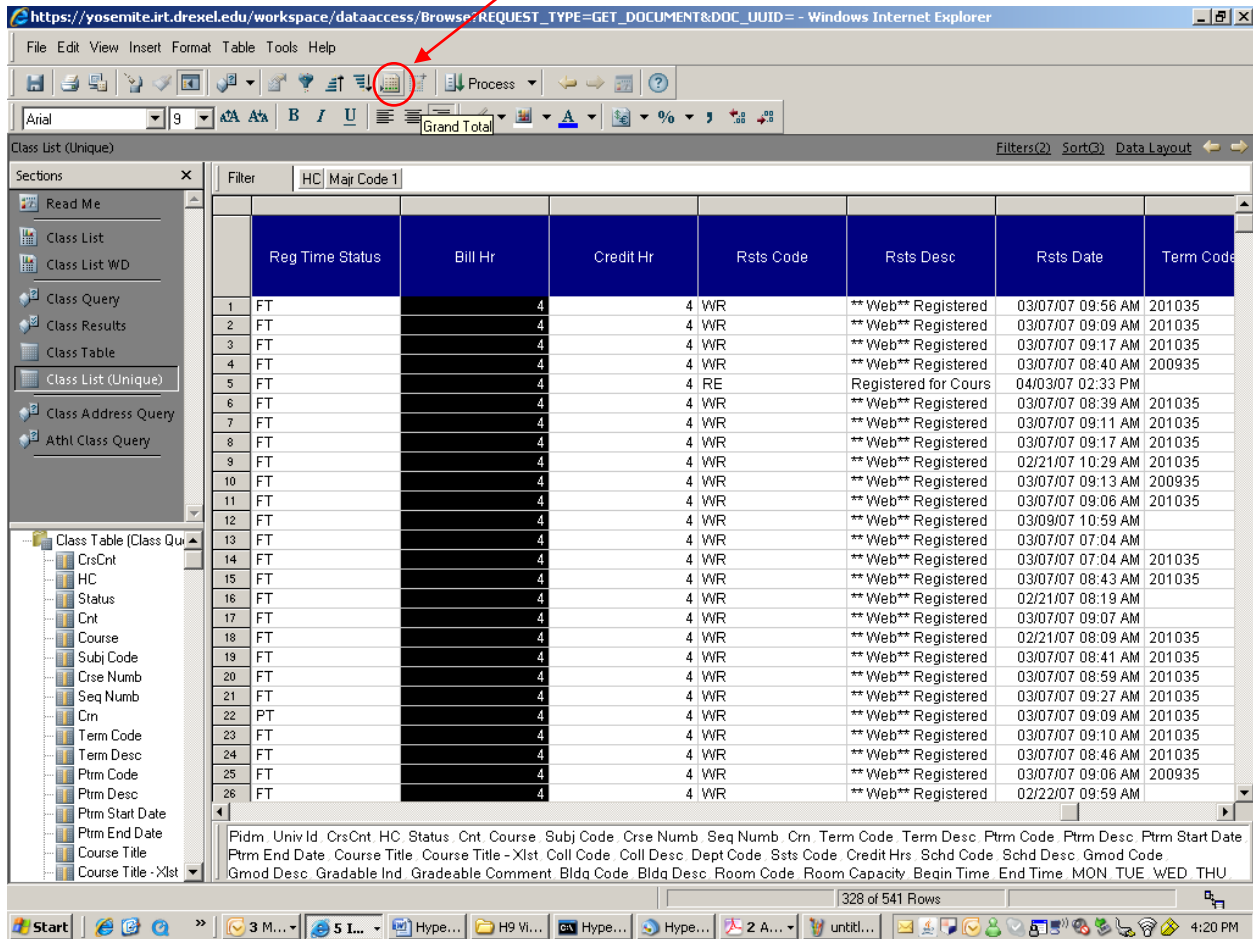 https://yosemite.irt.drexel.edu/workspace/dataaccess/Browse?REQUEST_TYPE=GET_DOCUMENT&DOC_UUID= - Windows Internet Explorer
File Edit View Insert Format Table Tools Help
Process
Arial 9 B I U A %
Grand Total
Class List (Unique) Filters(2) Sort(3) Data Layout
Sections x Filter HC Majr Code 1
Read Me
Class List
Class List WD
Class Query
Class Results
Class Table
Class List (Unique)
Class Address Query
Athl Class Query
Class Table (Class Qu
CrsCnt
HC
Status
Cnt
Course
Subj Code
Crse Numb
Seq Numb
Crn
Term Code
Term Desc
Ptrm Code
Ptrm Desc
Ptrm Start Date
Ptrm End Date
Course Title
Course Title - Xlst
Reg Time Status Bill Hr Credit Hr Rsts Code Rsts Desc Rsts Date Term Code
1 FT 4 4 WR ** Web** Registered 03/07/07 09:56 AM 201035
2 FT 4 4 WR ** Web** Registered 03/07/07 09:09 AM 201035
3 FT 4 4 WR ** Web** Registered 03/07/07 09:17 AM 201035
4 FT 4 4 WR ** Web** Registered 03/07/07 08:40 AM 200935
5 FT 4 4 RE Registered for Cours 04/03/07 02:33 PM
6 FT 4 4 WR ** Web** Registered 03/07/07 08:39 AM 201035
7 FT 4 4 WR ** Web** Registered 03/07/07 09:11 AM 201035
8 FT 4 4 WR ** Web** Registered 03/07/07 09:17 AM 201035
9 FT 4 4 WR ** Web** Registered 02/21/07 10:29 AM 201035
10 FT 4 4 WR ** Web** Registered 03/07/07 09:13 AM 200935
11 FT 4 4 WR ** Web** Registered 03/07/07 09:06 AM 201035
12 FT 4 4 WR ** Web** Registered 03/09/07 10:59 AM
13 FT 4 4 WR ** Web** Registered 03/07/07 07:04 AM
14 FT 4 4 WR ** Web** Registered 03/07/07 07:04 AM 201035
15 FT 4 4 WR ** Web** Registered 03/07/07 08:43 AM 201035
16 FT 4 4 WR ** Web** Registered 02/21/07 08:19 AM
17 FT 4 4 WR ** Web** Registered 03/07/07 09:07 AM
18 FT 4 4 WR ** Web** Registered 02/21/07 08:09 AM 201035
19 FT 4 4 WR ** Web** Registered 03/07/07 08:41 AM 201035
20 FT 4 4 WR ** Web** Registered 03/07/07 08:59 AM 201035
21 FT 4 4 WR ** Web** Registered 03/07/07 09:27 AM 201035
22 PT 4 4 WR ** Web** Registered 03/07/07 09:09 AM 201035
23 FT 4 4 WR ** Web** Registered 03/07/07 09:10 AM 201035
24 FT 4 4 WR ** Web** Registered 03/07/07 08:46 AM 201035
25 FT 4 4 WR ** Web** Registered 03/07/07 09:06 AM 200935
26 FT 4 4 WR ** Web** Registered 02/22/07 09:59 AM
Pidm, Univ Id, CrsCnt, HC, Status, Cnt, Course, Subj Code, Crse Numb, Seq Numb, Crn, Term Code, Term Desc, Ptrm Code, Ptrm Desc, Ptrm Start Date,
Ptrm End Date, Course Title, Course Title - Xlst, Coll Code, Coll Desc, Dept Code, Ssts Code, Credit Hrs, Schd Code, Schd Desc, Gmod Code,
Gmod Desc, Gradable Ind, Gradeable Comment, Bldg Code, Bldg Desc, Room Code, Room Capacity, Begin Time, End Time, MON, TUE, WED, THU,
328 of 541 Rows
Start » 3 M... 5 I... Hype... H9 Vi... Hype... Hype... 2 A... untitl... 4:20 PM